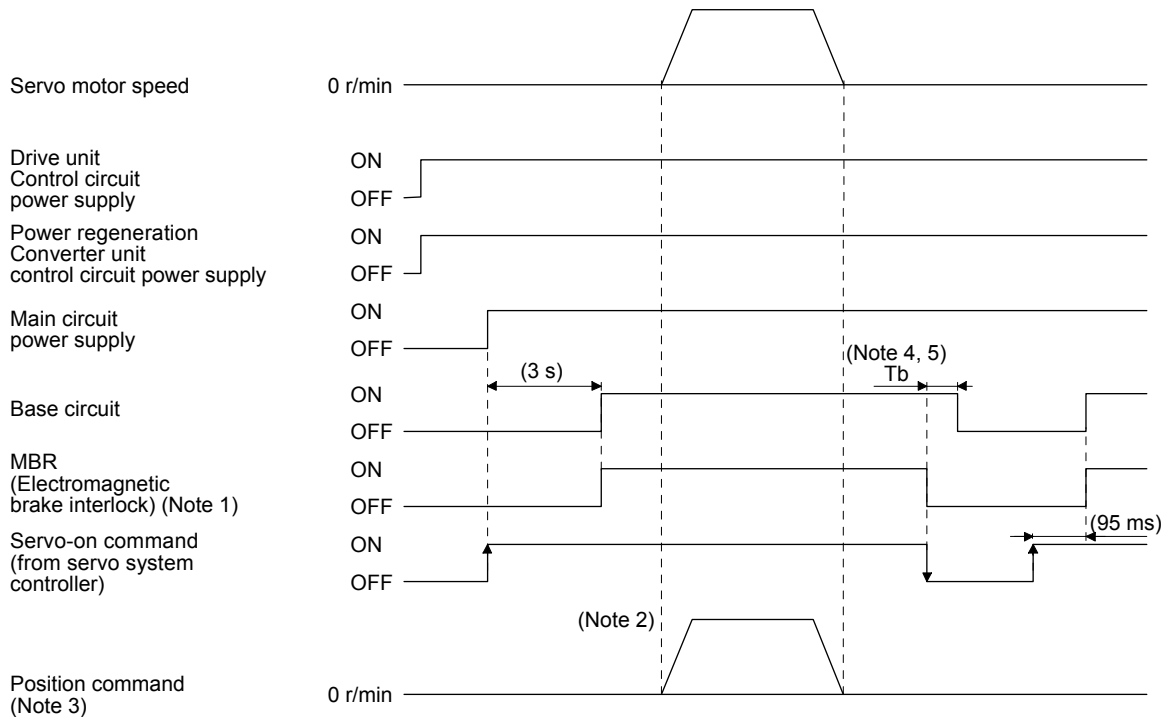 Servo motor speed
0 r/min
Drive unit
Control circuit
power supply
ON
OFF
Power regeneration
Converter unit
control circuit power supply
ON
OFF
Main circuit
power supply
ON
OFF
(3 s)
(Note 4, 5)
Tb
Base circuit
ON
OFF
MBR
(Electromagnetic
brake interlock) (Note 1)
ON
OFF
(95 ms)
Servo-on command
(from servo system
controller)
ON
OFF
(Note 2)
Position command
(Note 3)
0 r/min